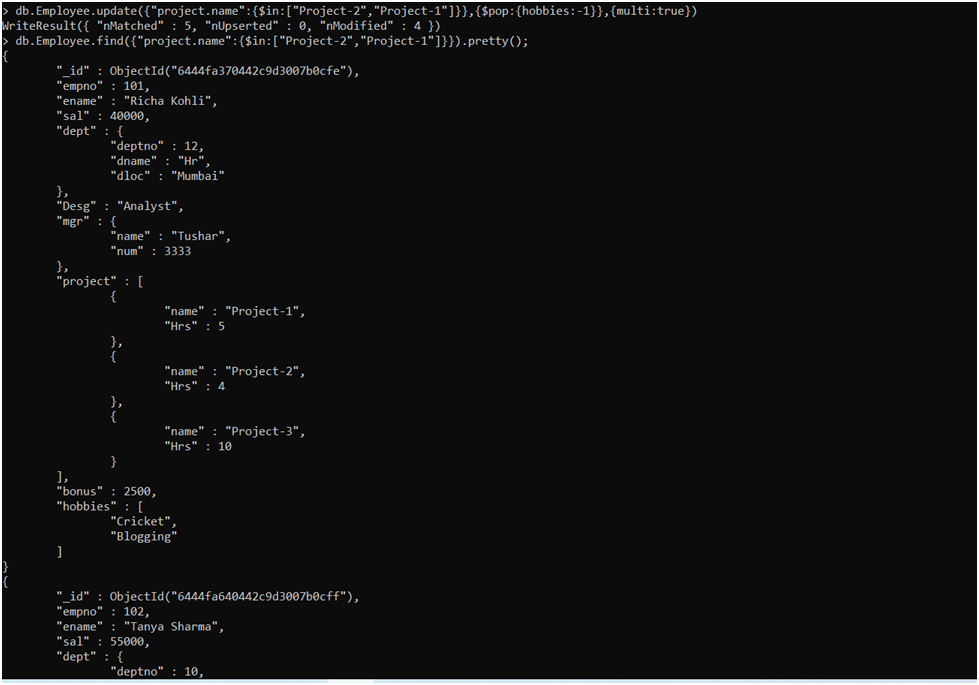 > db.Employee.update({"project.name":{$in:["Project-2","Project-1"]}},{$pop:{hobbies:-1}},{multi:true})
WriteResult({ "nMatched" : 5, "nUpserted" : 0, "nModified" : 4 })
> db.Employee.find({"project.name":{$in:["Project-2","Project-1"]}}).pretty();
{
        "_id" : ObjectId("6444fa370442c9d3007b0cfe"),
        "empno" : 101,
        "ename" : "Richa Kohli",
        "sal" : 40000,
        "dept" : {
                "deptno" : 12,
                "dname" : "Hr",
                "dloc" : "Mumbai"
        },
        "Desg" : "Analyst",
        "mgr" : {
                "name" : "Tushar",
                "num" : 3333
        },
        "project" : [
                {
                        "name" : "Project-1",
                        "Hrs" : 5
                },
                {
                        "name" : "Project-2",
                        "Hrs" : 4
                },
                {
                        "name" : "Project-3",
                        "Hrs" : 10
                }
        ],
        "bonus" : 2500,
        "hobbies" : [
                "Cricket",
                "Blogging"
        ]
}
{
        "_id" : ObjectId("6444fa640442c9d3007b0cff"),
        "empno" : 102,
        "ename" : "Tanya Sharma",
        "sal" : 55000,
        "dept" : {
                "deptno" : 10,